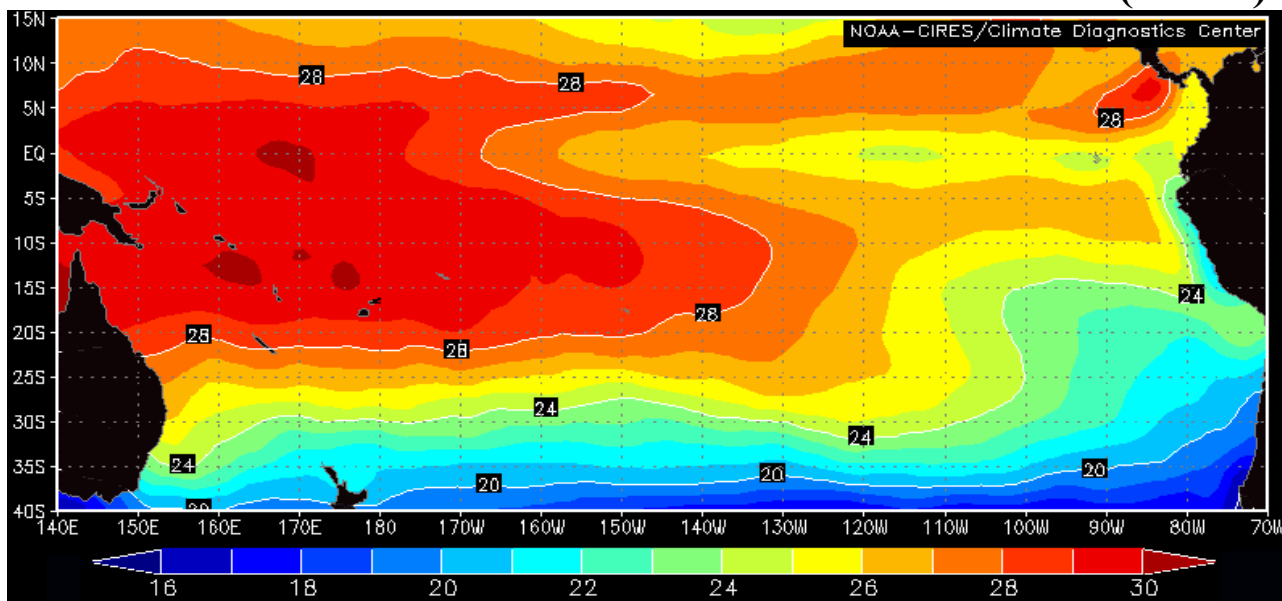 15N
NOAA-CIRES/Climate Diagnostics Center
10N
28
28
5N
28
EQ
5S
10S
15S
24
28
20S
28
28
25S
24
30S
24
24
35S
20
20
20
20
40S
140E 150E 160E 170E 180 170W 160W 150W 140W 130W 120W 110W 100W 90W 80W 70W
16 18 20 22 24 26 28 30